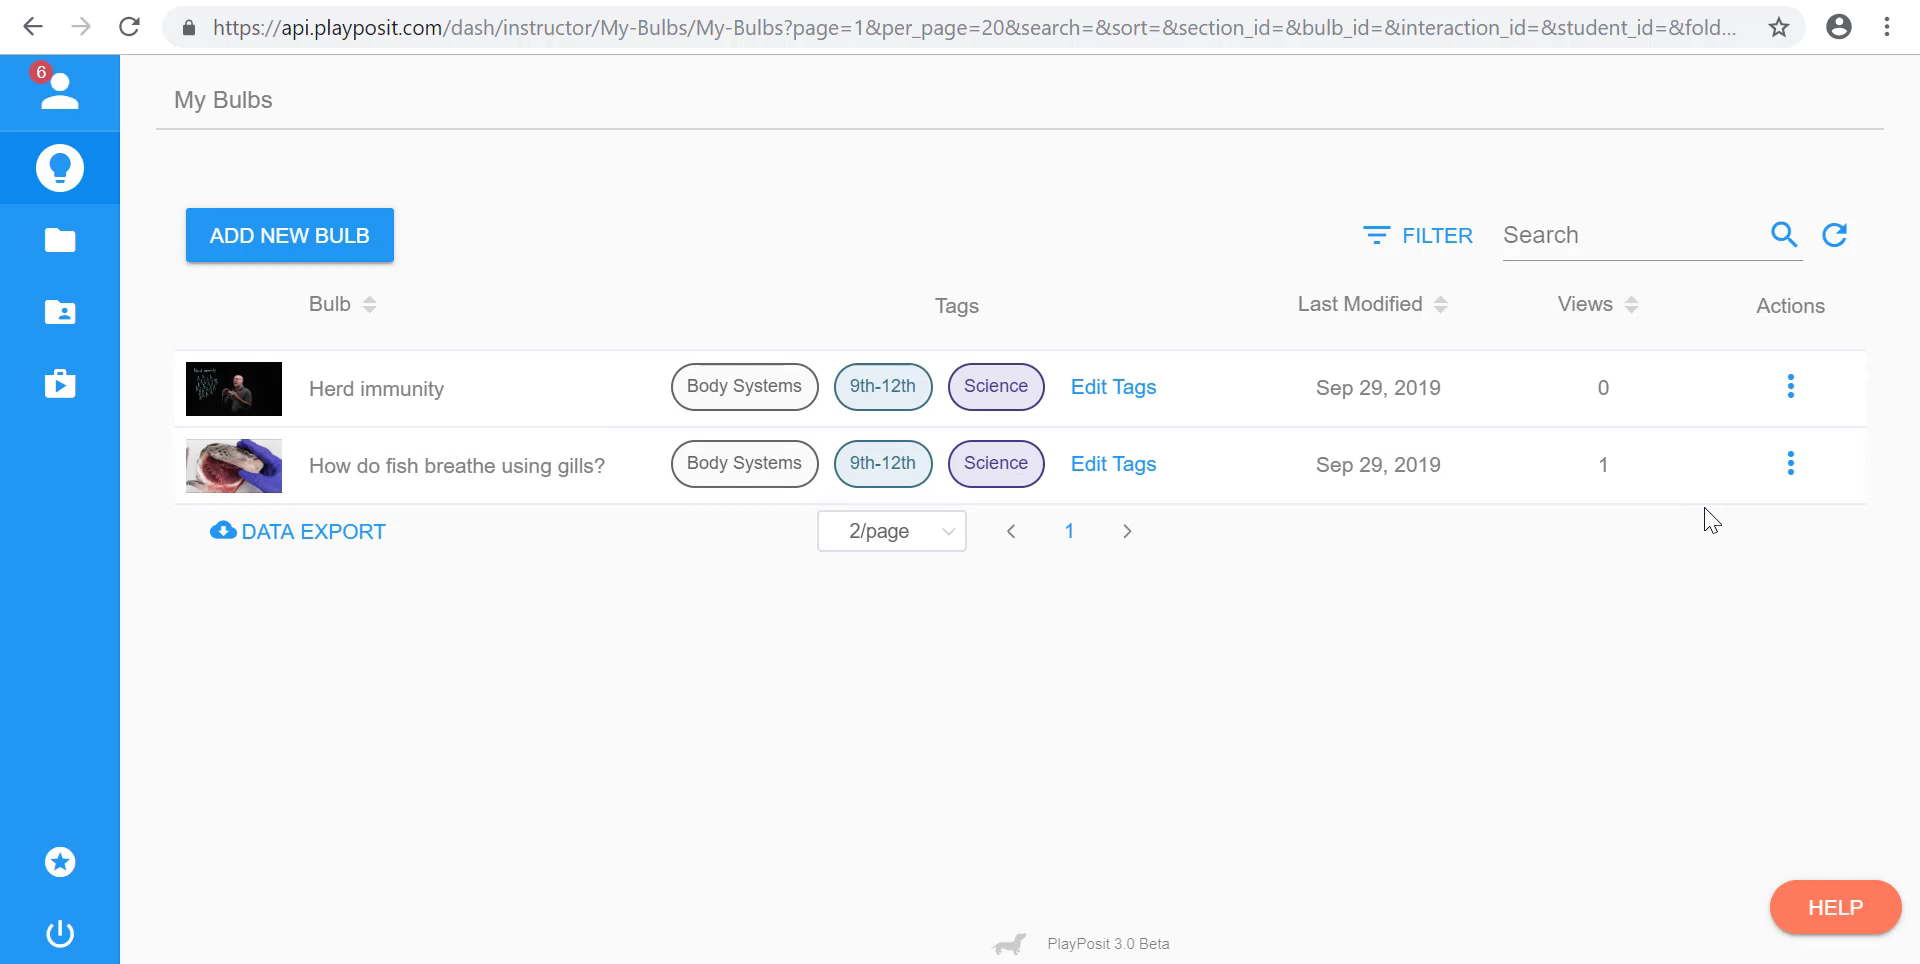 https://api.playposit.com/dash/instructor/My-Bulbs/My-Bulbs?page=1&per_page=20&search=&sort=&section_id=&bulb_id=&interaction_id=&student_id=&fold...
6
My Bulbs
ADD NEW BULB
FILTER
Search
Bulb
Tags
Last Modified
Views
Actions
Herd immunity Body Systems 9th-12th Science Edit Tags Sep 29, 2019 0
How do fish breathe using gills? Body Systems 9th-12th Science Edit Tags Sep 29, 2019 1
DATA EXPORT
2/page
1
HELP
PlayPosit 3.0 Beta